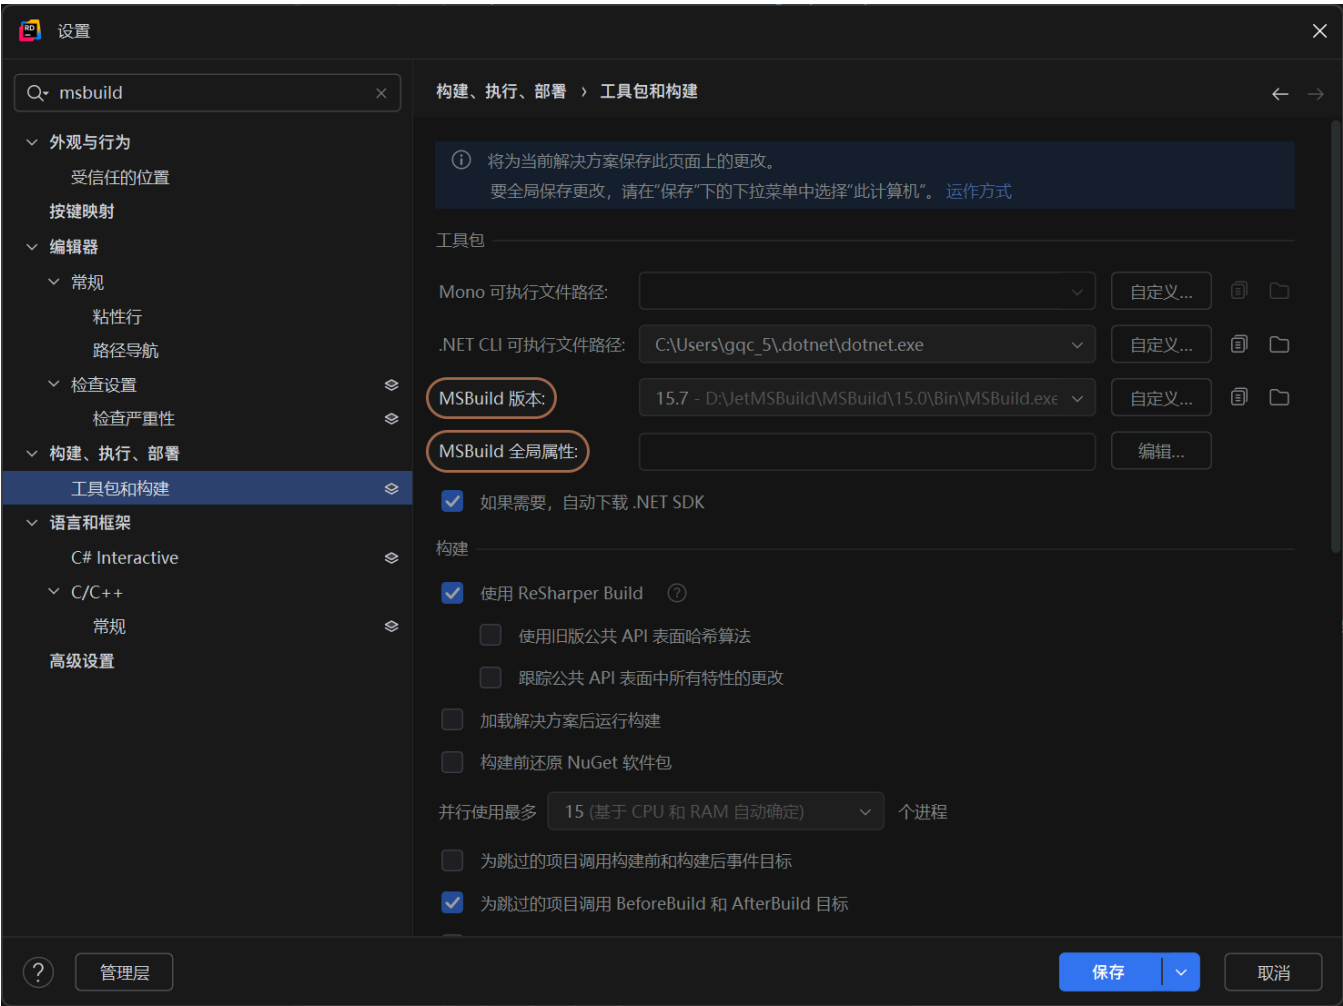 设置
msbuild
外观与行为
受信任的位置
按键映射
编辑器
常规
粘性行
路径导航
检查设置
检查严重性
构建、执行、部署
工具包和构建
语言和框架
C# Interactive
C/C++
常规
高级设置
构建、执行、部署 › 工具包和构建
将为当前解决方案保存此页面上的更改。
要全局保存更改，请在“保存”下的下拉菜单中选择“此计算机”。 运作方式
工具包
Mono 可执行文件路径: 自定义...
.NET CLI 可执行文件路径: C:\Users\gqc_5\.dotnet\dotnet.exe 自定义...
MSBuild 版本: 15.7 - D:\JetMSBuild\MSBuild\15.0\Bin\MSBuild.exe 自定义...
MSBuild 全局属性: 编辑...
如果需要，自动下载 .NET SDK
构建
使用 ReSharper Build ?
使用旧版公共 API 表面哈希算法
跟踪公共 API 表面中所有特性的更改
加载解决方案后运行构建
构建前还原 NuGet 软件包
并行使用最多 15 (基于 CPU 和 RAM 自动确定) 个进程
为跳过的项目调用构建前和构建后事件目标
为跳过的项目调用 BeforeBuild 和 AfterBuild 目标
? 管理层 保存 取消